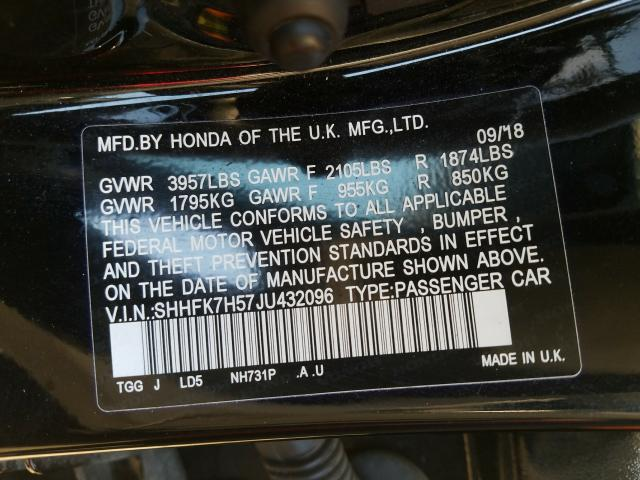 MFD.BY HONDA OF THE U.K. MFG.,LTD. 09/18
GVWR 3957LBS GAWR F 2105LBS R 1874LBS
GVWR 1795KG GAWR F 955KG R 850KG
THIS VEHICLE CONFORMS TO ALL APPLICABLE
FEDERAL MOTOR VEHICLE SAFETY , BUMPER ,
AND THEFT PREVENTION STANDARDS IN EFFECT
ON THE DATE OF MANUFACTURE SHOWN ABOVE.
V.I.N.:SHHFK7H57JU432096 TYPE:PASSENGER CAR
MADE IN U.K.
TGG J LD5 NH731P .A .U